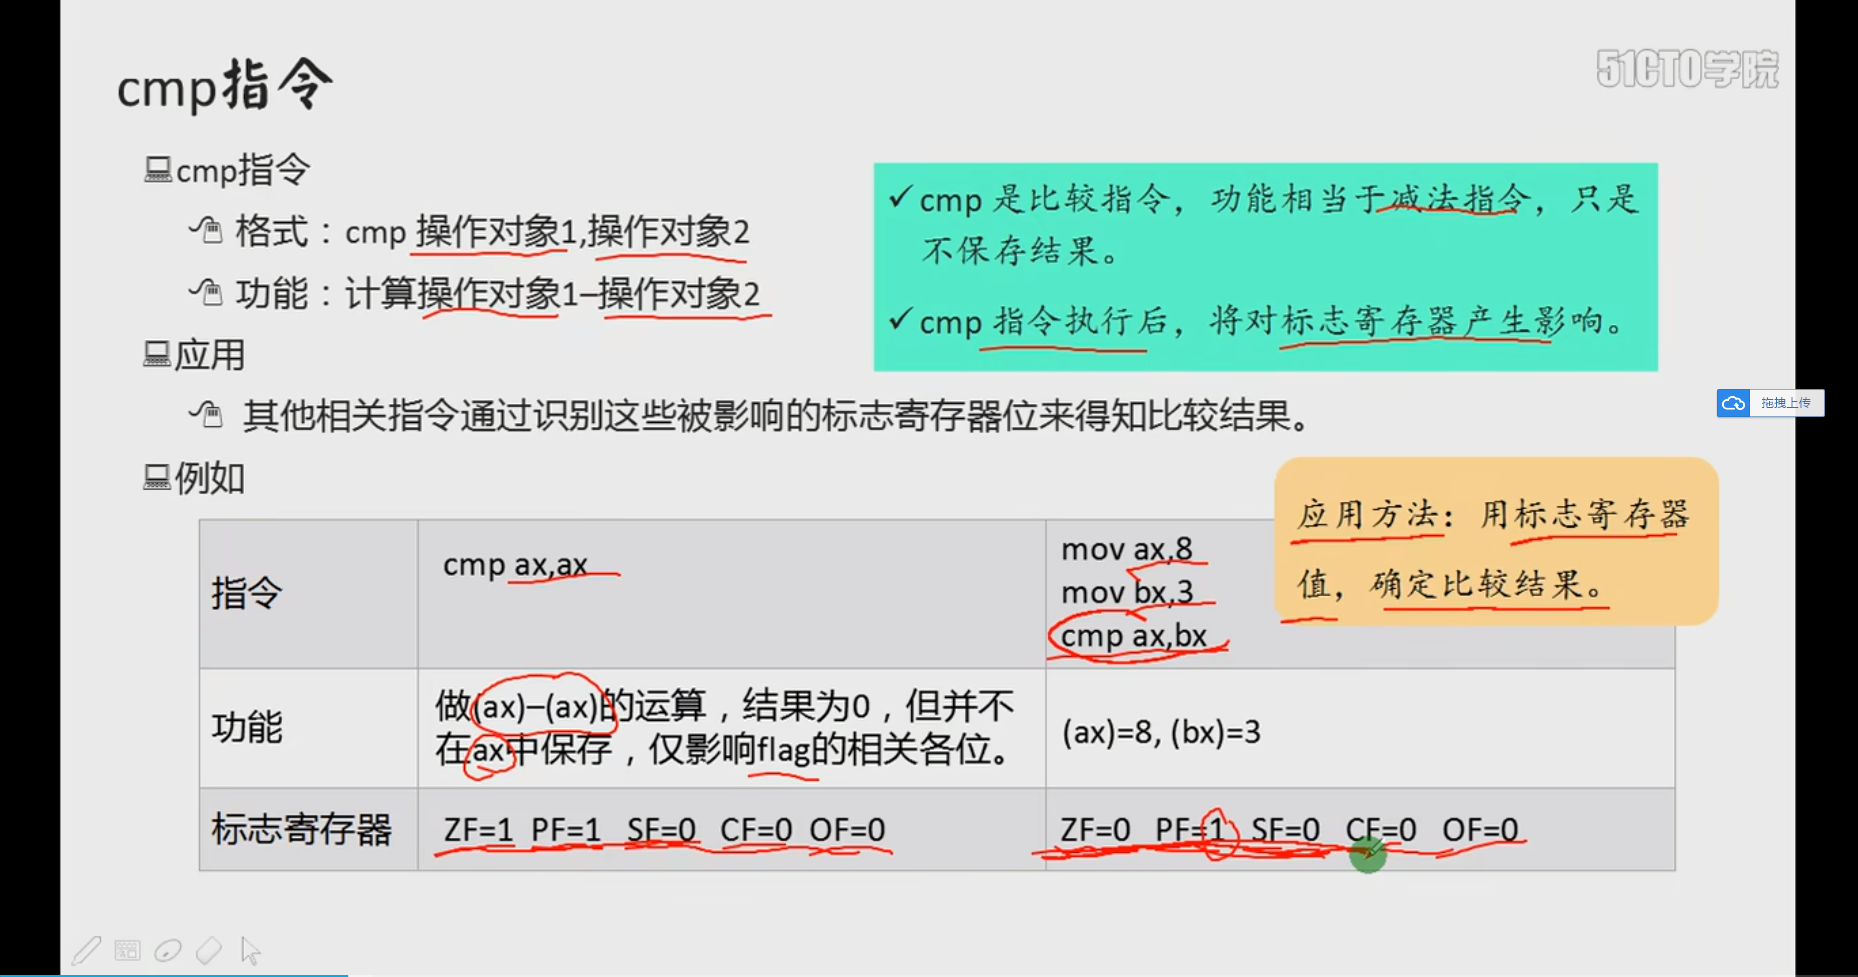 cmp指令
51CTO学院
cmp指令
格式：cmp 操作对象1,操作对象2
功能：计算操作对象1–操作对象2
应用
其他相关指令通过识别这些被影响的标志寄存器位来得知比较结果。
✓cmp 是比较指令，功能相当于减法指令，只是
不保存结果。
✓cmp 指令执行后，将对标志寄存器产生影响。
拖拽上传
例如
应用方法：用标志寄存器
值，确定比较结果。
指令
cmp ax,ax
mov ax,8
mov bx,3
cmp ax,bx
功能
做(ax)–(ax)的运算，结果为0，但并不
在ax中保存，仅影响flag的相关各位。
(ax)=8, (bx)=3
标志寄存器
ZF=1 PF=1 SF=0 CF=0 OF=0
ZF=0 PF=1 SF=0 CF=0 OF=0